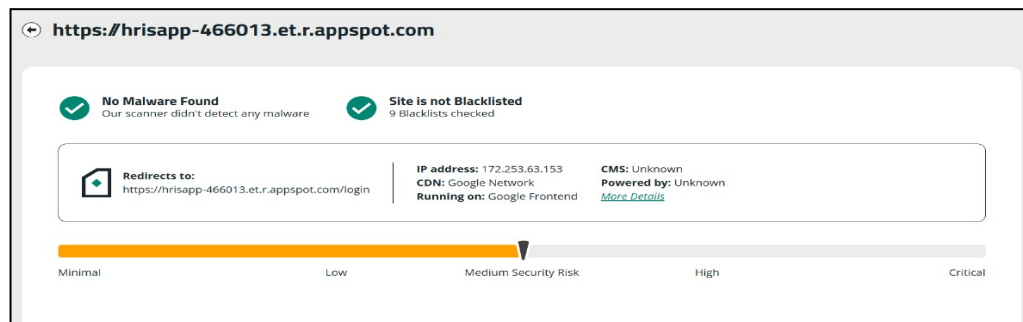 https://hrisapp-466013.et.r.appspot.com
No Malware Found
Our scanner didn't detect any malware
Site is not Blacklisted
9 Blacklists checked
Redirects to:
https://hrisapp-466013.et.r.appspot.com/login
IP address: 172.253.63.153
CDN: Google Network
Running on: Google Frontend
CMS: Unknown
Powered by: Unknown
More Details
Minimal Low Medium Security Risk High Critical